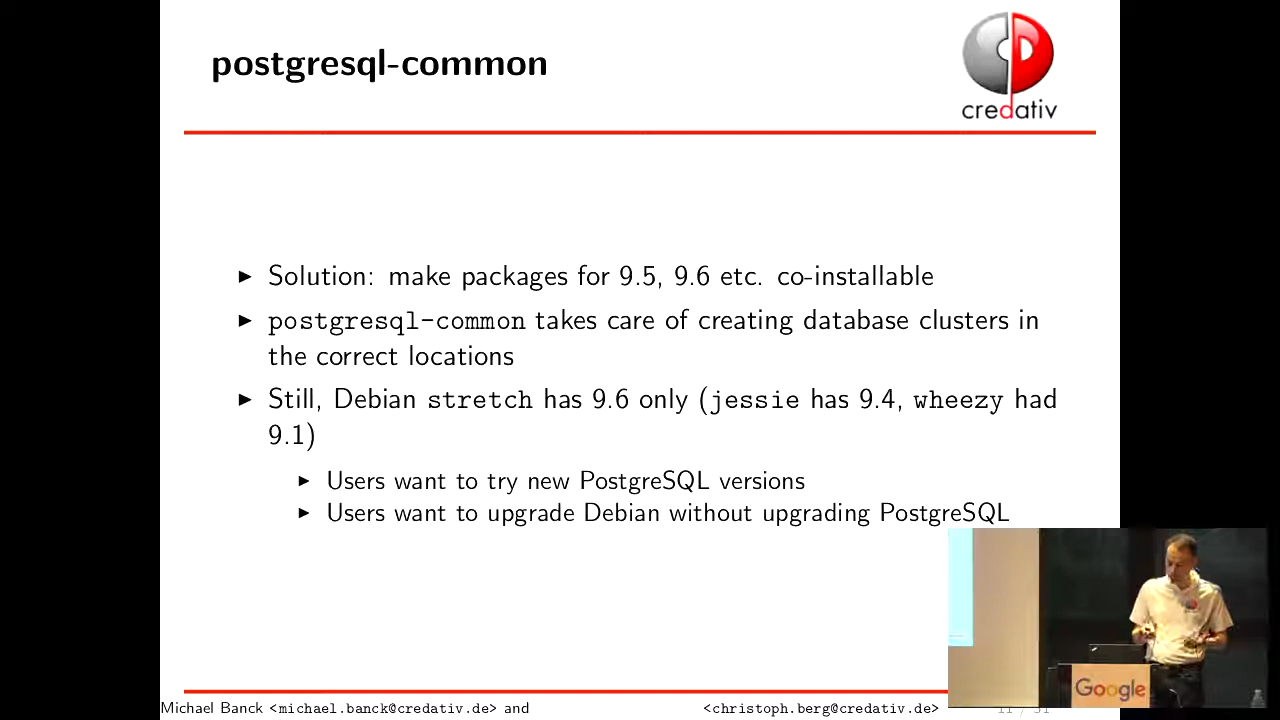 postgresql-common
credativ
Solution: make packages for 9.5, 9.6 etc. co-installable
postgresql-common takes care of creating database clusters in
the correct locations
Still, Debian stretch has 9.6 only (jessie has 9.4, wheezy had
9.1)
Users want to try new PostgreSQL versions
Users want to upgrade Debian without upgrading PostgreSQL
Google
Michael Banck <michael.banck@credativ.de> and <christoph.berg@credativ.de>